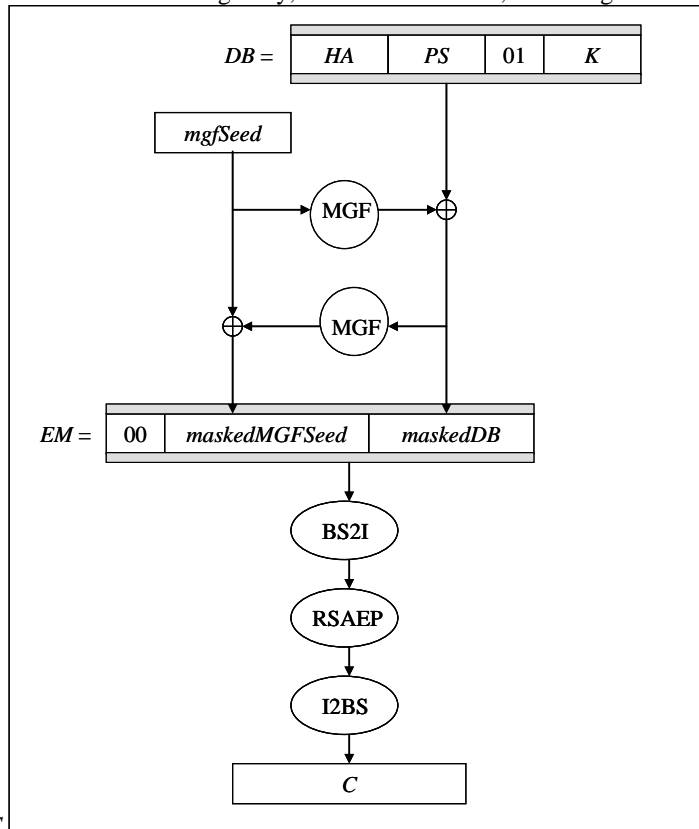 DB = HA PS 01 K
mgfSeed
MGF
MGF
EM = 00 maskedMGFSeed maskedDB
BS2I
RSAEP
I2BS
C